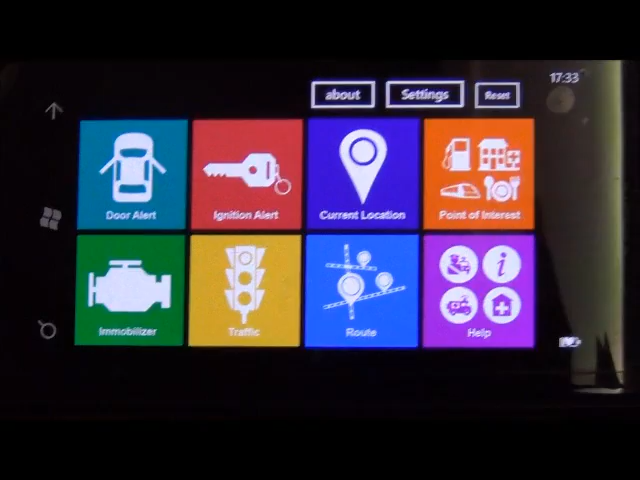 17:33
about Settings Reset
Door Alert Ignition Alert Current Location Point of Interest
Immobilizer Traffic Route Help